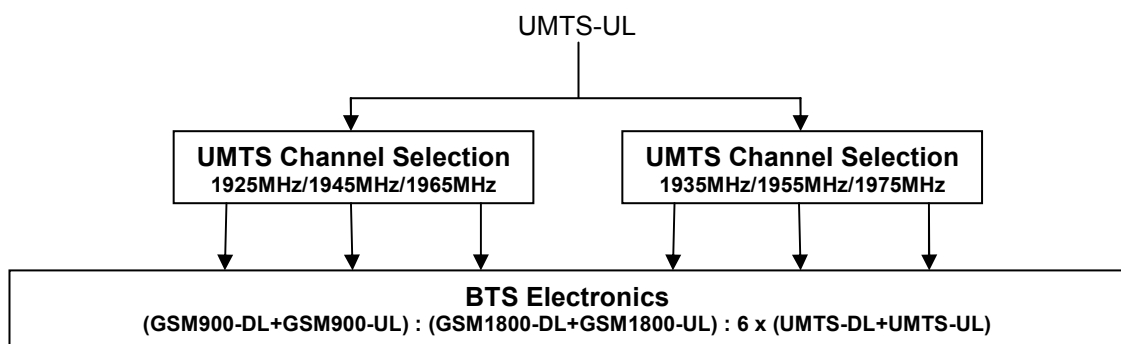 UMTS-UL
UMTS Channel Selection
1925MHz/1945MHz/1965MHz
UMTS Channel Selection
1935MHz/1955MHz/1975MHz
BTS Electronics
(GSM900-DL+GSM900-UL) : (GSM1800-DL+GSM1800-UL) : 6 x (UMTS-DL+UMTS-UL)